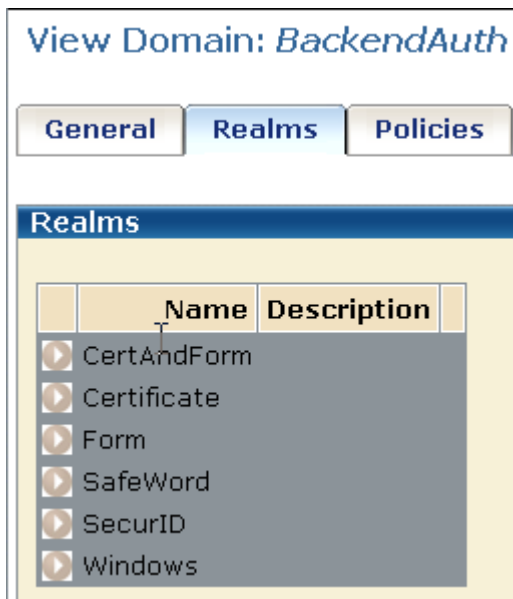 View Domain: BackendAuth
General Realms Policies
Realms
Name Description
CertAndForm
Certificate
Form
SafeWord
SecurID
Windows